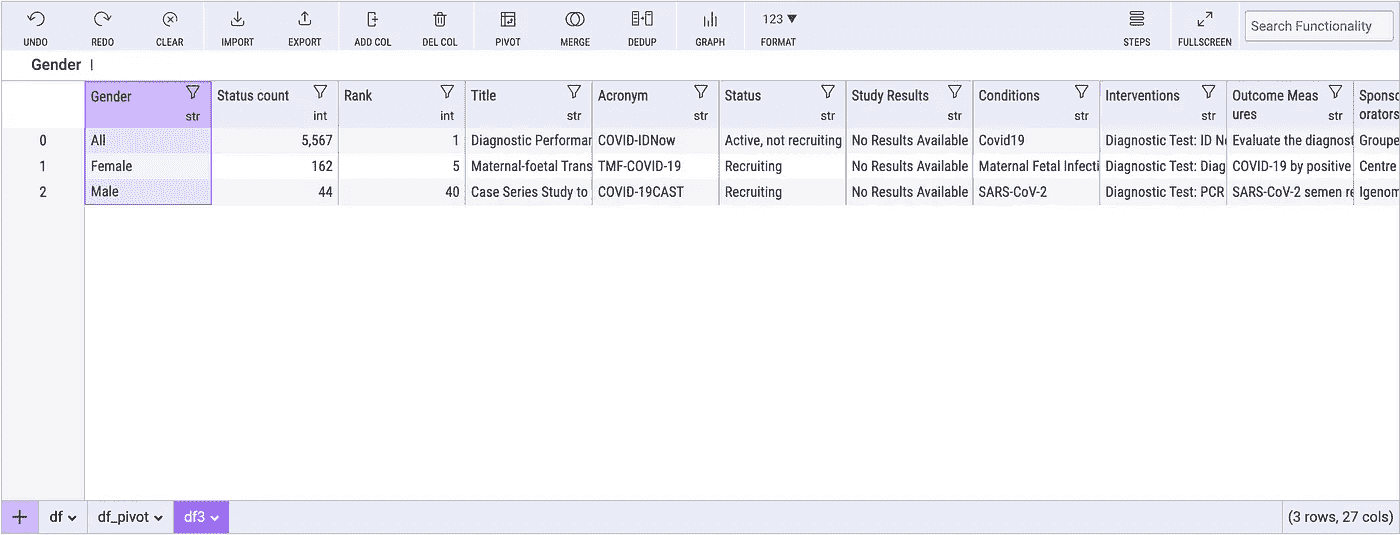 UNDO REDO CLEAR IMPORT EXPORT ADD COL DEL COL PIVOT MERGE DEDUP GRAPH 123 ▼ FORMAT STEPS FULLSCREEN Search Functionality
Gender
Gender str Status count int Rank int Title str Acronym str Status str Study Results str Conditions str Interventions str Outcome Meas ures str Sponsc orators
0 All 5,567 1 Diagnostic Performar COVID-IDNow Active, not recruiting No Results Available Covid19 Diagnostic Test: ID N Evaluate the diagnost Groupe
1 Female 162 5 Maternal-foetal Trans TMF-COVID-19 Recruiting No Results Available Maternal Fetal Infecti Diagnostic Test: Diag COVID-19 by positive Centre
2 Male 44 40 Case Series Study to COVID-19CAST Recruiting No Results Available SARS-CoV-2 Diagnostic Test: PCR SARS-CoV-2 semen re Igenom
+ df df_pivot df3 (3 rows, 27 cols)